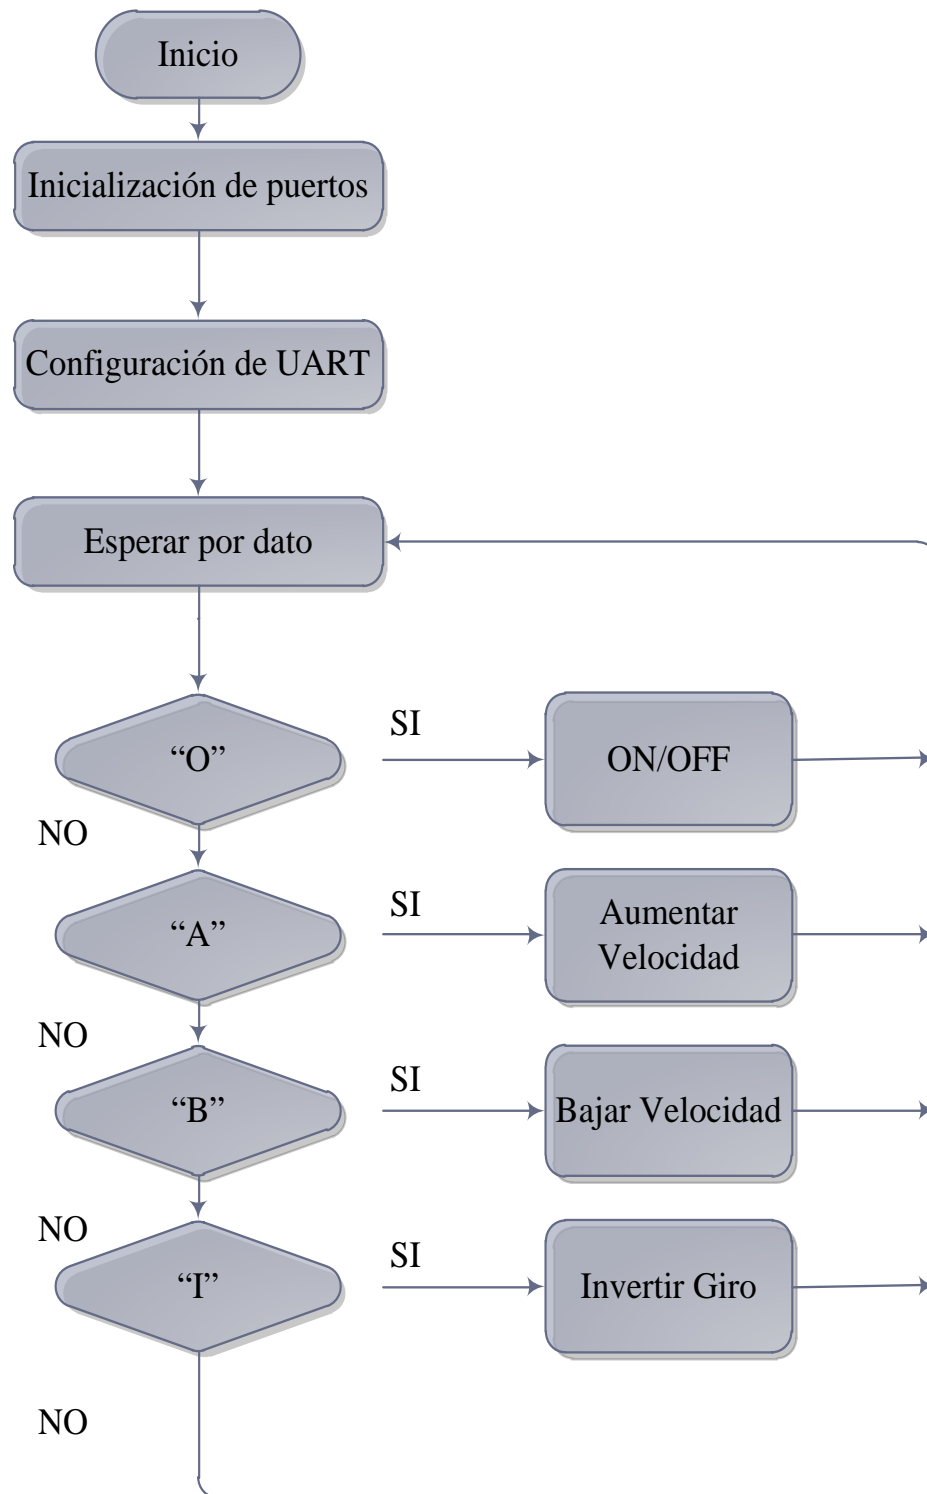 Inicio
Inicialización de puertos
Configuración de UART
Esperar por dato
“O”
SI
ON/OFF
NO
“A”
SI
Aumentar
Velocidad
NO
“B”
SI
Bajar Velocidad
NO
“I”
SI
Invertir Giro
NO